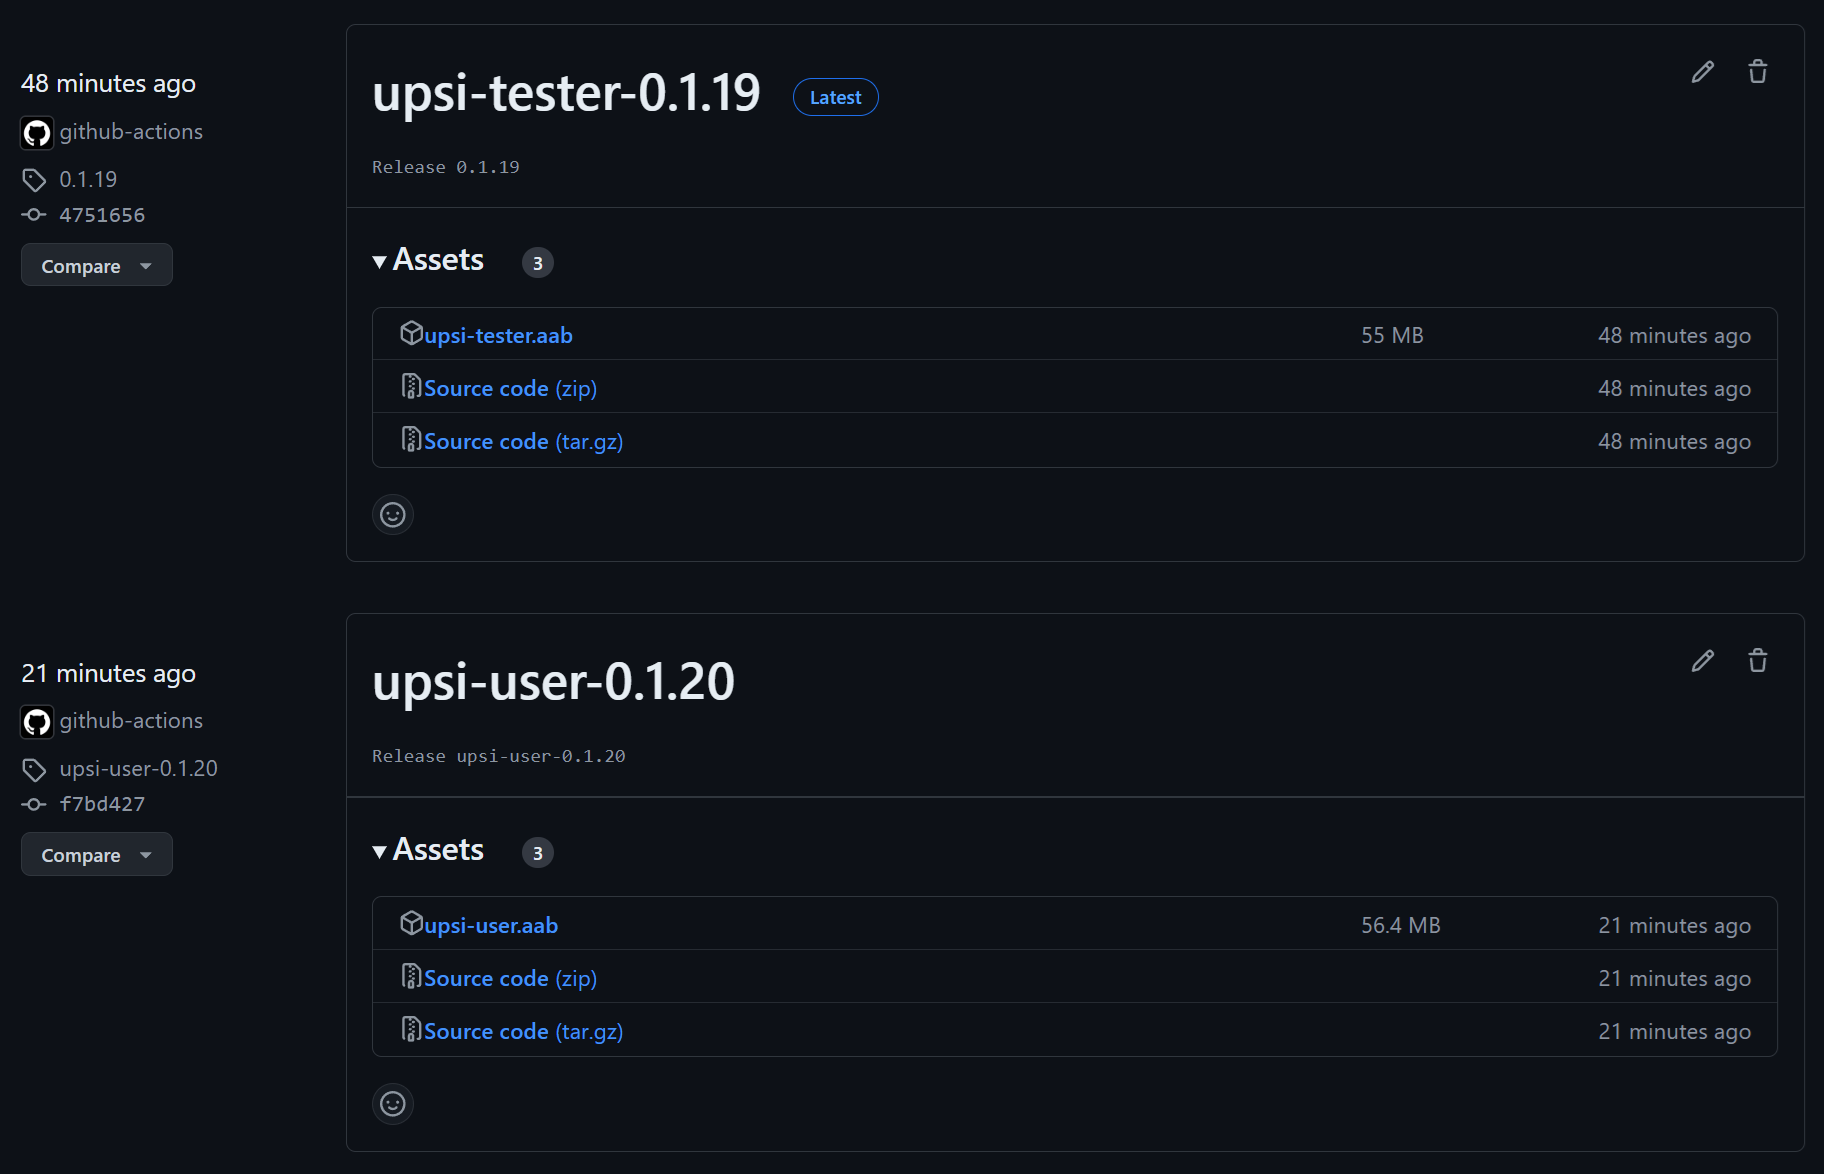 48 minutes ago
github-actions
0.1.19
4751656
Compare
upsi-tester-0.1.19 Latest
Release 0.1.19
Assets 3
upsi-tester.aab 55 MB 48 minutes ago
Source code (zip) 48 minutes ago
Source code (tar.gz) 48 minutes ago
21 minutes ago
github-actions
upsi-user-0.1.20
f7bd427
Compare
upsi-user-0.1.20
Release upsi-user-0.1.20
Assets 3
upsi-user.aab 56.4 MB 21 minutes ago
Source code (zip) 21 minutes ago
Source code (tar.gz) 21 minutes ago